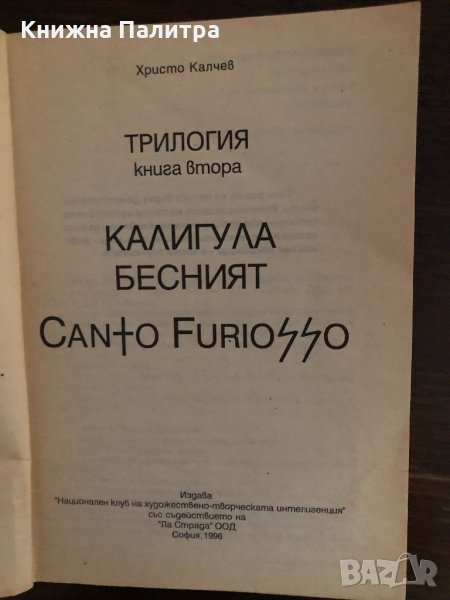 Книжна Палитра
Христо Калчев
ТРИЛОГИЯ
книга втора
КАЛИГУЛА
БЕСНИЯТ
CANTO FURIOSSO
Издава
"Национален клуб на художествено-творческата интелигенция"
със съдействието на
"Ла Страда" ООД
София, 1996
BAZAR